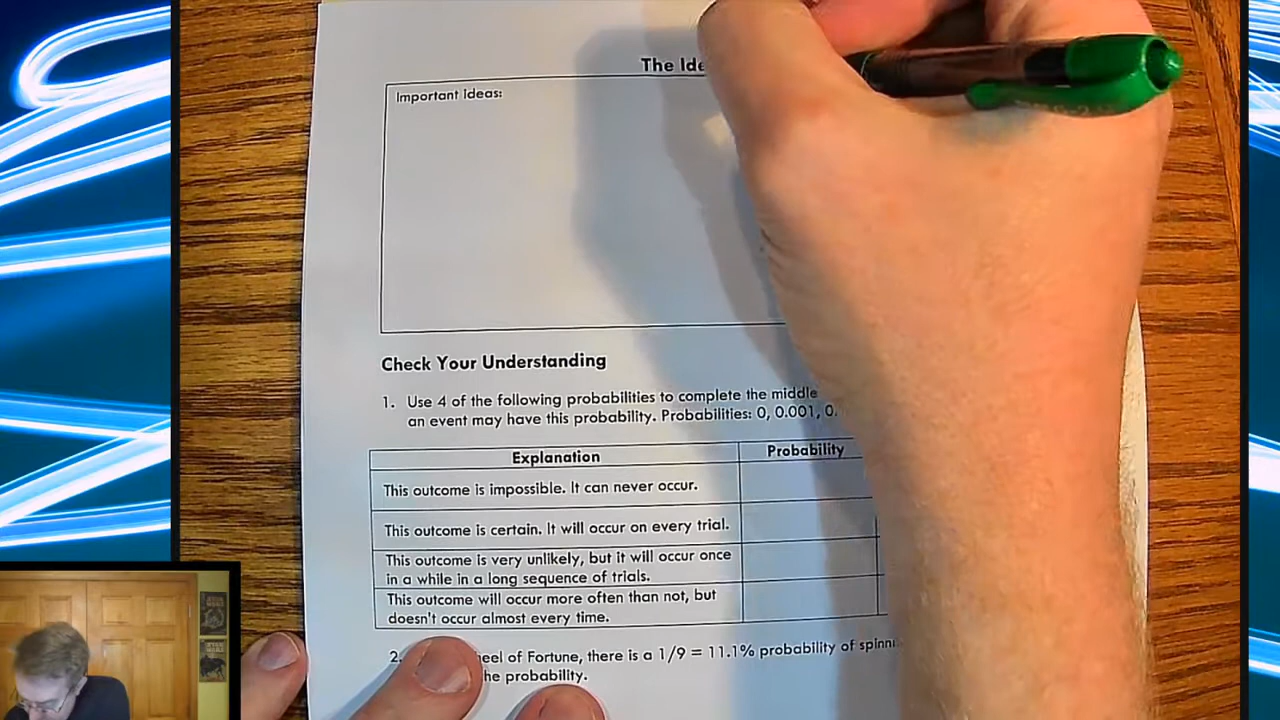 The Ide
Important Ideas:
Check Your Understanding
1. Use 4 of the following probabilities to complete the middle
an event may have this probability. Probabilities: 0, 0.001, 0.
Explanation
Probability
This outcome is impossible. It can never occur.
This outcome is certain. It will occur on every trial.
This outcome is very unlikely, but it will occur once
in a while in a long sequence of trials.
This outcome will occur more often than not, but
doesn't occur almost every time.
2. eel of Fortune, there is a 1/9 = 11.1% probability of spinni
he probability.